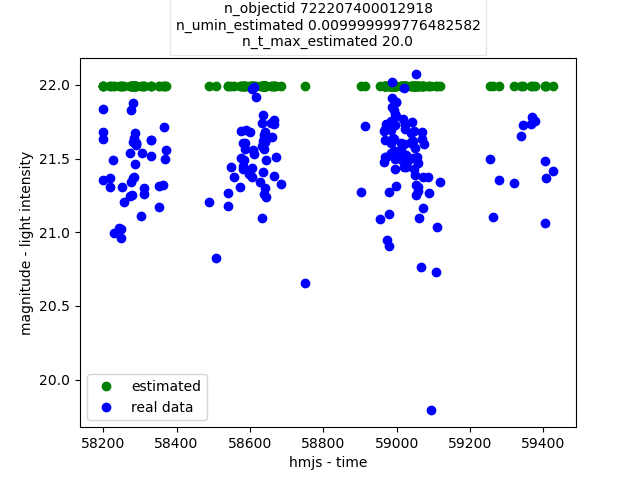 n_objectid 722207400012918
n_umin_estimated 0.009999999776482582
n_t_max_estimated 20.0
22.0
21.5
21.0
20.5
20.0
magnitude - light intensity
estimated
real data
58200 58400 58600 58800 59000 59200 59400
hmjs - time